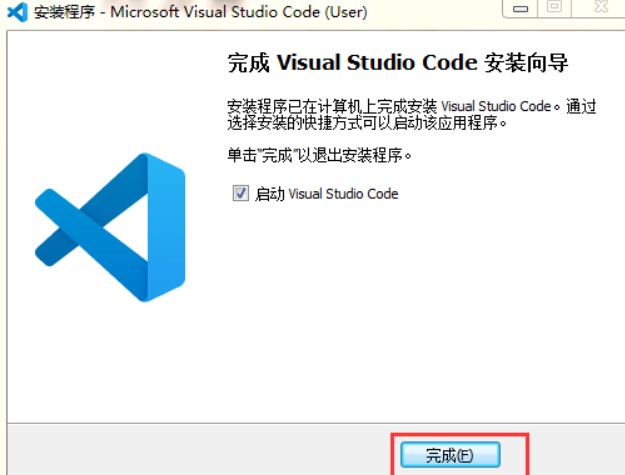 安装程序 - Microsoft Visual Studio Code (User)
完成 Visual Studio Code 安装向导
安装程序已在计算机上完成安装 Visual Studio Code。通过
选择安装的快捷方式可以启动该应用程序。
单击“完成”以退出安装程序。
启动 Visual Studio Code
完成(F)